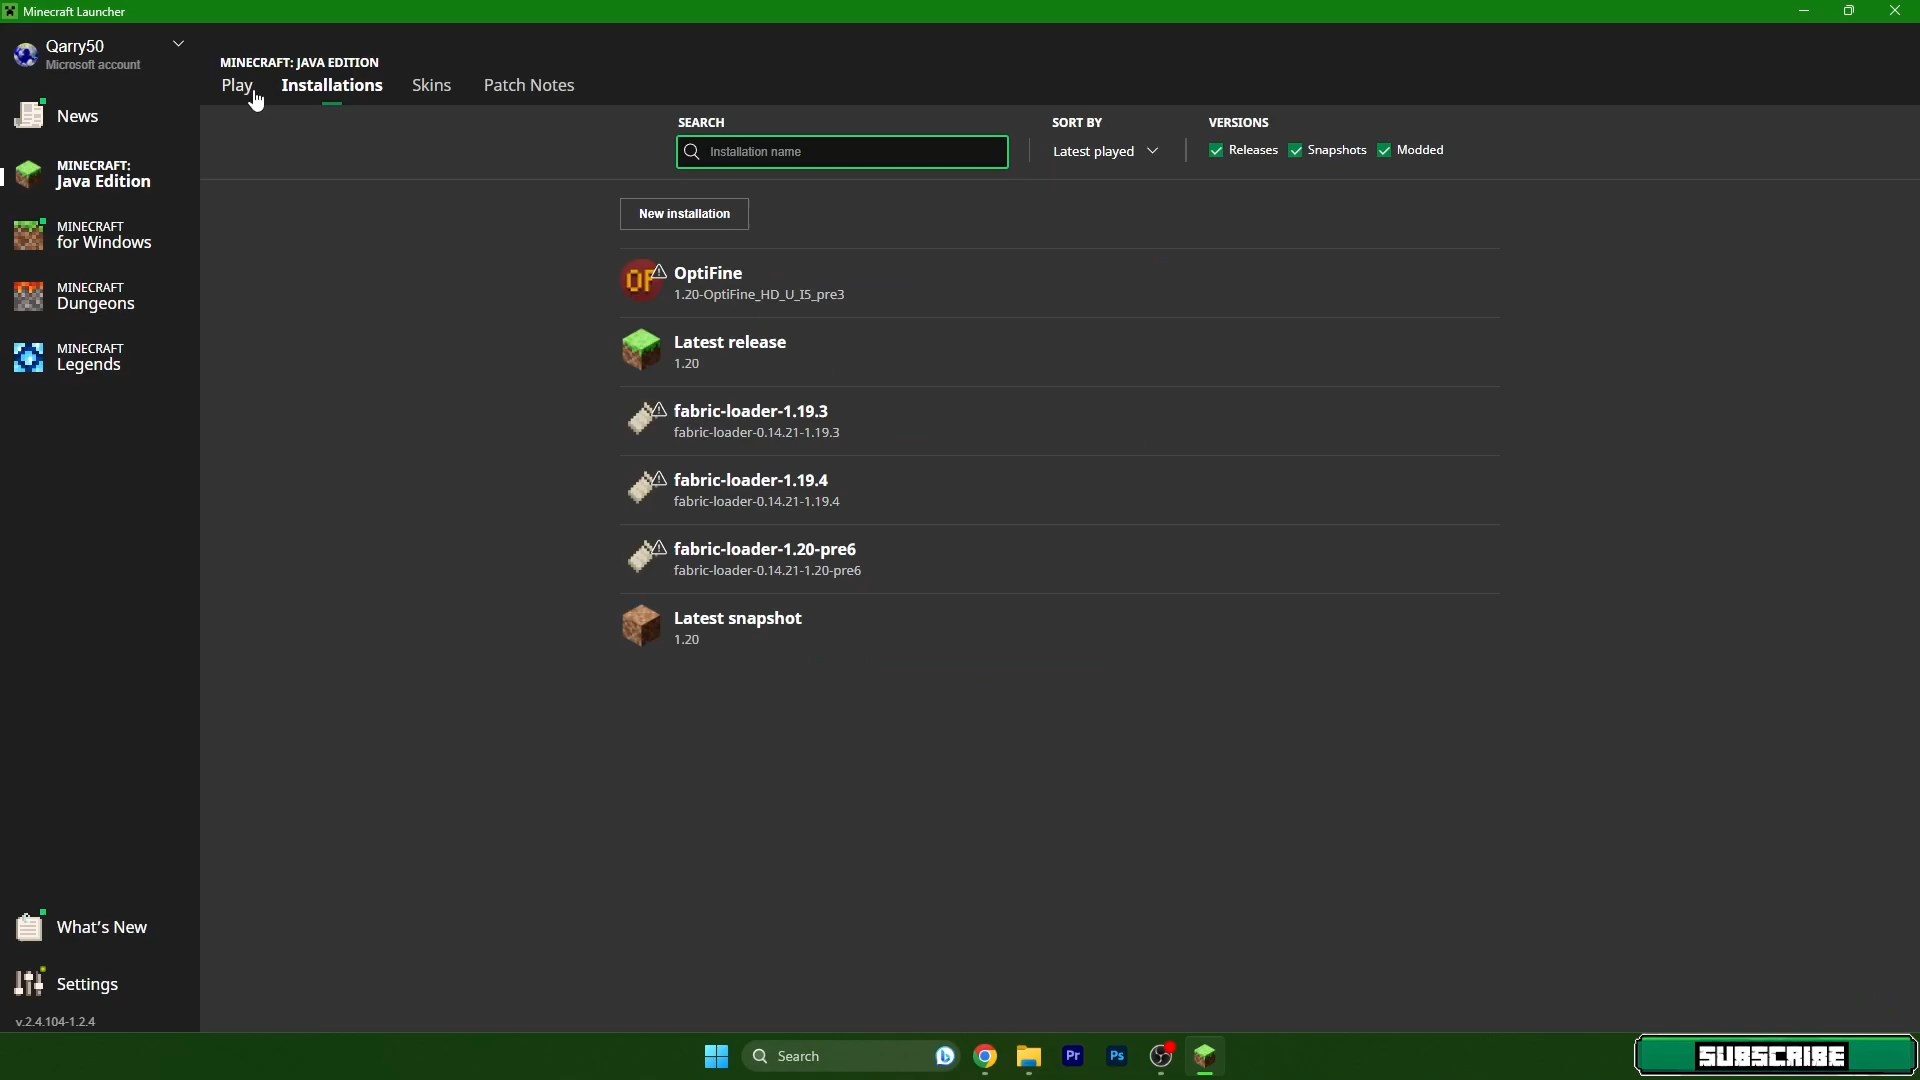 Minecraft Launcher
Qarry50
Microsoft account
News
MINECRAFT:
Java Edition
MINECRAFT
for Windows
MINECRAFT
Dungeons
MINECRAFT
Legends
What's New
Settings
v.2.4.104-1.2.4
MINECRAFT: JAVA EDITION
Play Installations Skins Patch Notes
SEARCH SORT BY VERSIONS
Installation name Latest played Releases Snapshots Modded
New installation
OF OptiFine
1.20-OptiFine_HD_U_I5_pre3
Latest release
1.20
fabric-loader-1.19.3
fabric-loader-0.14.21-1.19.3
fabric-loader-1.19.4
fabric-loader-0.14.21-1.19.4
fabric-loader-1.20-pre6
fabric-loader-0.14.21-1.20-pre6
Latest snapshot
1.20
Search Pr Ps SUBSCRIBE